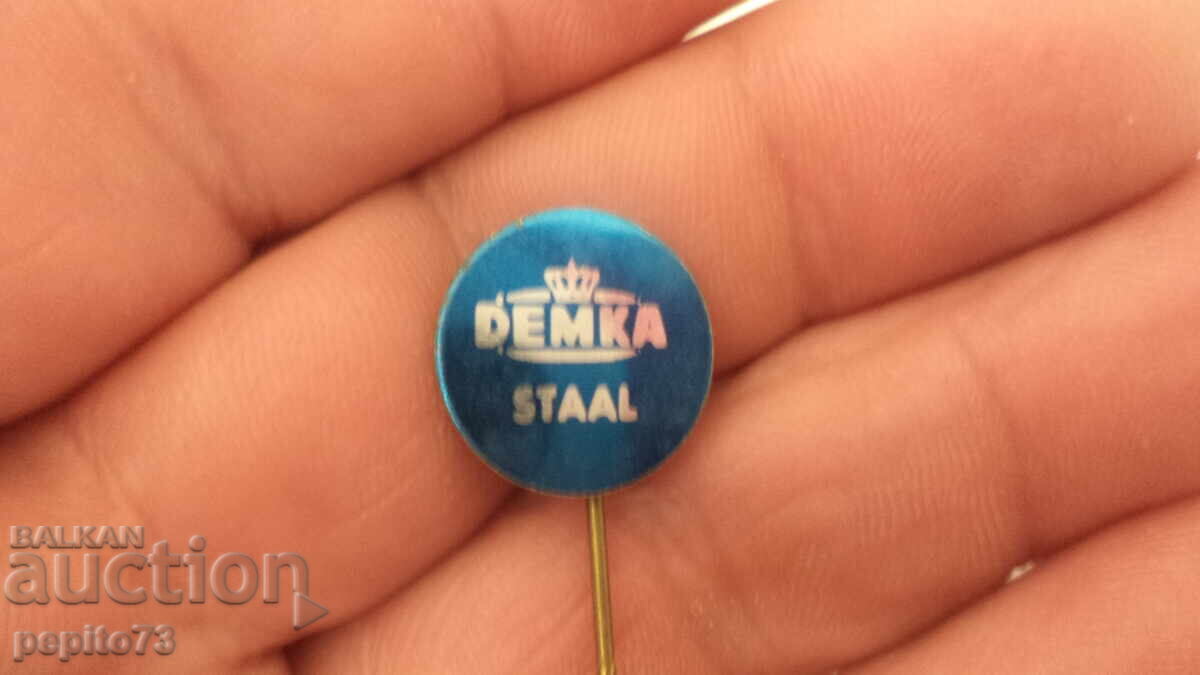 DEMKA
STAAL
BALKAN
auction
pepito73